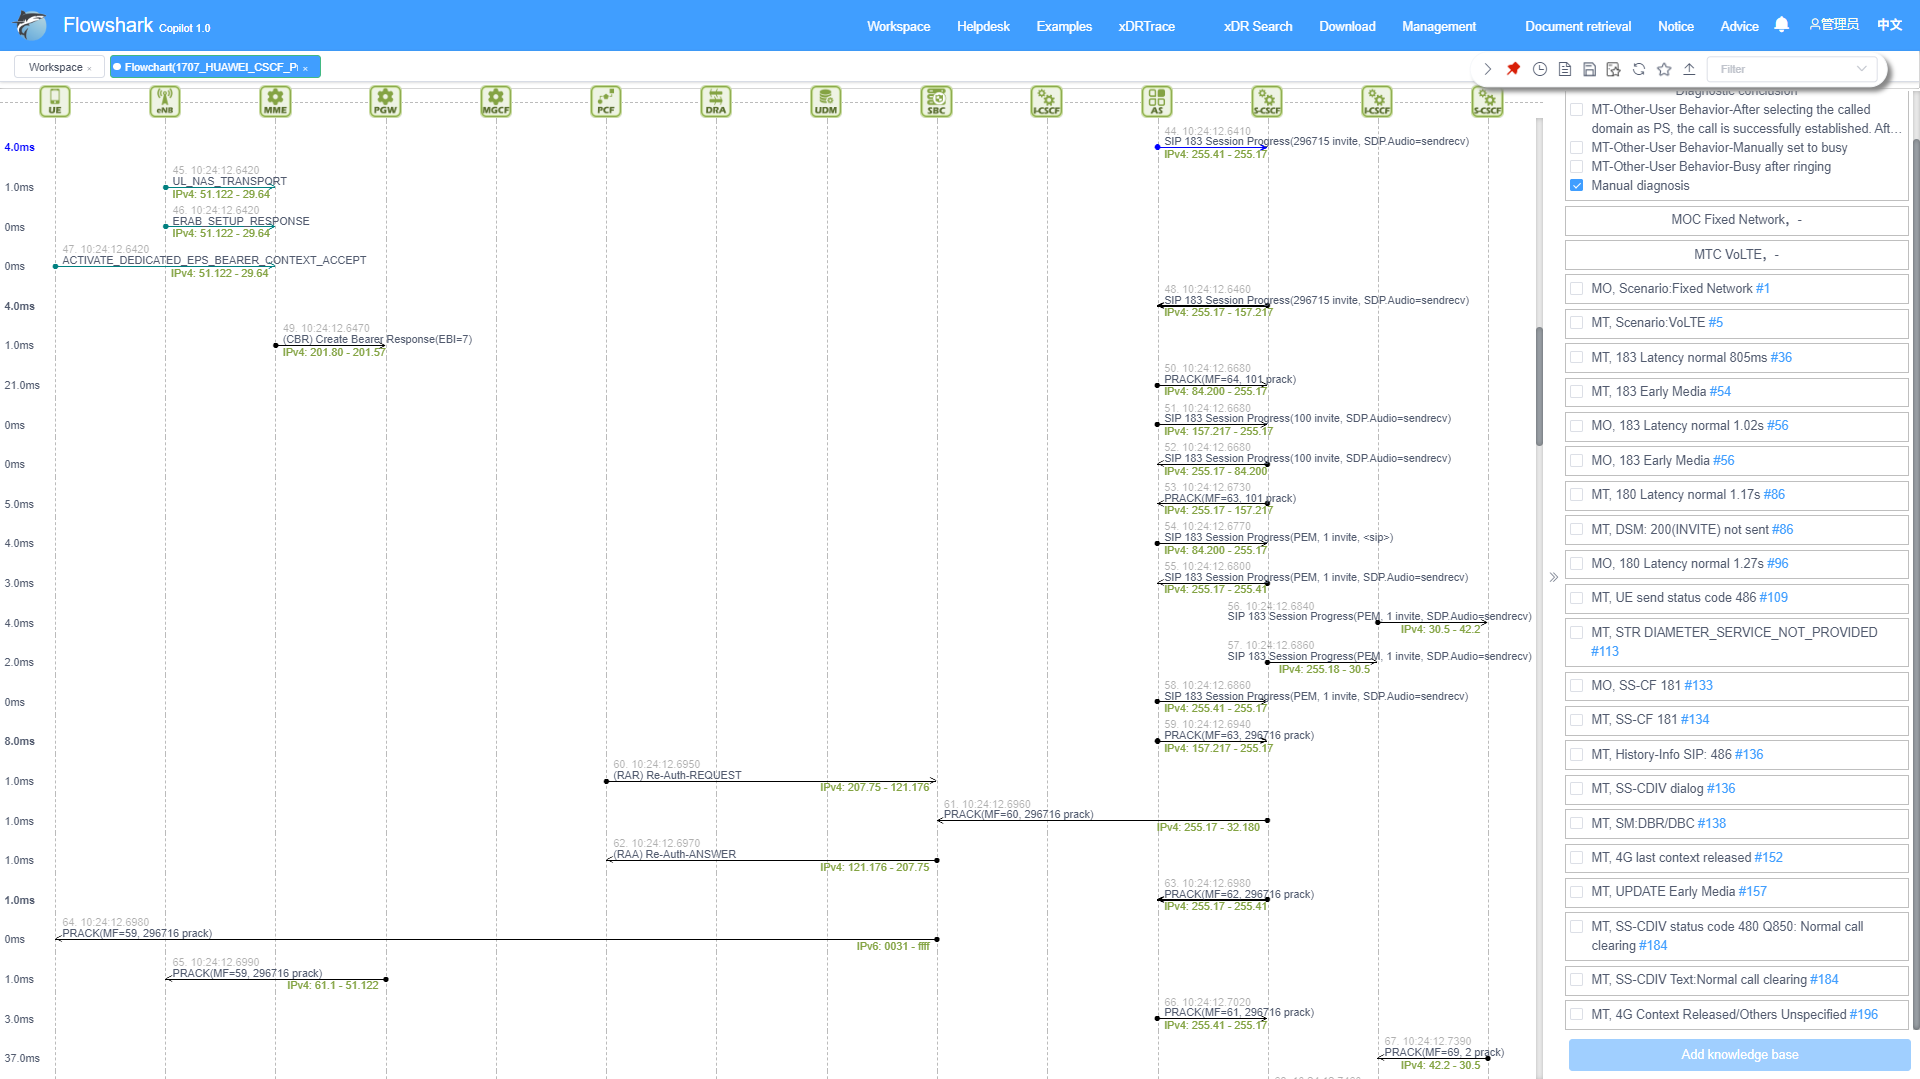 Flowshark Copilot 1.0
Workspace Helpdesk Examples xDRTrace xDR Search Download Management Document retrieval Notice Advice 管理员 中文
Workspace × Flowchart(1707_HUAWEI_CSCF_P ×
Filter
UE eNB MME PGW MGCF PCF DRA UDM SBC I-CSCF AS S-CSCF I-CSCF S-CSCF
4.0ms
44. 10:24:12.6410
SIP 183 Session Progress(296715 invite, SDP.Audio=sendrecv)
IPv4: 255.41 - 255.17
1.0ms
45. 10:24:12.6420
UL_NAS_TRANSPORT
IPv4: 51.122 - 29.64
0ms
46. 10:24:12.6420
ERAB_SETUP_RESPONSE
IPv4: 51.122 - 29.64
0ms
47. 10:24:12.6420
ACTIVATE_DEDICATED_EPS_BEARER_CONTEXT_ACCEPT
IPv4: 51.122 - 29.64
4.0ms
48. 10:24:12.6460
SIP 183 Session Progress(296715 invite, SDP.Audio=sendrecv)
IPv4: 255.17 - 157.217
1.0ms
49. 10:24:12.6470
(CBR) Create Bearer Response(EBI=7)
IPv4: 201.80 - 201.57
21.0ms
50. 10:24:12.6680
PRACK(MF=64, 101 prack)
IPv4: 84.200 - 255.17
0ms
51. 10:24:12.6680
SIP 183 Session Progress(100 invite, SDP.Audio=sendrecv)
IPv4: 157.217 - 255.17
0ms
52. 10:24:12.6680
SIP 183 Session Progress(100 invite, SDP.Audio=sendrecv)
IPv4: 255.17 - 84.200
5.0ms
53. 10:24:12.6730
PRACK(MF=63, 101 prack)
IPv4: 255.17 - 157.217
4.0ms
54. 10:24:12.6770
SIP 183 Session Progress(PEM, 1 invite, <sip>)
IPv4: 84.200 - 255.17
3.0ms
55. 10:24:12.6800
SIP 183 Session Progress(PEM, 1 invite, SDP.Audio=sendrecv)
IPv4: 255.17 - 255.41
4.0ms
56. 10:24:12.6840
SIP 183 Session Progress(PEM, 1 invite, SDP.Audio=sendrecv)
IPv4: 30.5 - 42.2
2.0ms
57. 10:24:12.6860
SIP 183 Session Progress(PEM, 1 invite, SDP.Audio=sendrecv)
IPv4: 255.18 - 30.5
0ms
58. 10:24:12.6860
SIP 183 Session Progress(PEM, 1 invite, SDP.Audio=sendrecv)
IPv4: 255.41 - 255.17
8.0ms
59. 10:24:12.6940
PRACK(MF=63, 296716 prack)
IPv4: 157.217 - 255.17
1.0ms
60. 10:24:12.6950
(RAR) Re-Auth-REQUEST
IPv4: 207.75 - 121.176
1.0ms
61. 10:24:12.6960
PRACK(MF=60, 296716 prack)
IPv4: 255.17 - 32.180
1.0ms
62. 10:24:12.6970
(RAA) Re-Auth-ANSWER
IPv4: 121.176 - 207.75
1.0ms
63. 10:24:12.6980
PRACK(MF=62, 296716 prack)
IPv4: 255.17 - 255.41
0ms
64. 10:24:12.6980
PRACK(MF=59, 296716 prack)
IPv6: 0031 - ffff
1.0ms
65. 10:24:12.6990
PRACK(MF=59, 296716 prack)
IPv4: 61.1 - 51.122
3.0ms
66. 10:24:12.7020
PRACK(MF=61, 296716 prack)
IPv4: 255.41 - 255.17
37.0ms
67. 10:24:12.7390
PRACK(MF=69, 2 prack)
IPv4: 42.2 - 30.5
Diagnostic conclusion
MT-Other-User Behavior-After selecting the called
domain as PS, the call is successfully established. Aft...
MT-Other-User Behavior-Manually set to busy
MT-Other-User Behavior-Busy after ringing
Manual diagnosis
MOC Fixed Network，-
MTC VoLTE，-
MO, Scenario:Fixed Network #1
MT, Scenario:VoLTE #5
MT, 183 Latency normal 805ms #36
MT, 183 Early Media #54
MO, 183 Latency normal 1.02s #56
MO, 183 Early Media #56
MT, 180 Latency normal 1.17s #86
MT, DSM: 200(INVITE) not sent #86
MO, 180 Latency normal 1.27s #96
MT, UE send status code 486 #109
MT, STR DIAMETER_SERVICE_NOT_PROVIDED
#113
MO, SS-CF 181 #133
MT, SS-CF 181 #134
MT, History-Info SIP: 486 #136
MT, SS-CDIV dialog #136
MT, SM:DBR/DBC #138
MT, 4G last context released #152
MT, UPDATE Early Media #157
MT, SS-CDIV status code 480 Q850: Normal call
clearing #184
MT, SS-CDIV Text:Normal call clearing #184
MT, 4G Context Released/Others Unspecified #196
Add knowledge base